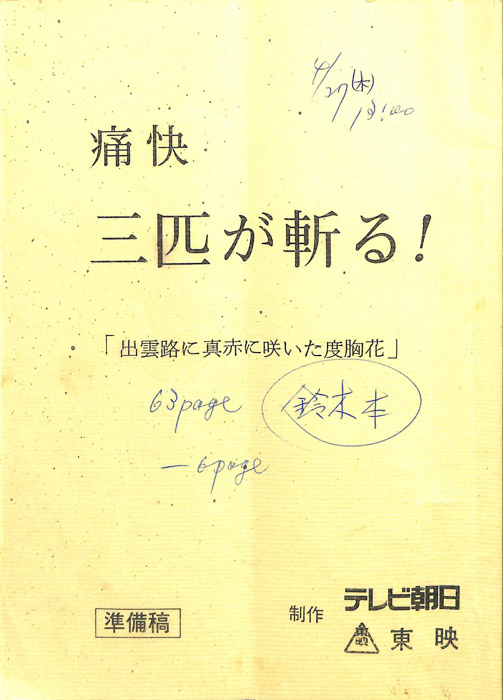 4/27(木)
13:00
痛快
三匹が斬る!
「出雲路に真赤に咲いた度胸花」
63page
鈴木本
-6page
準備稿
制作
テレビ朝日
東映